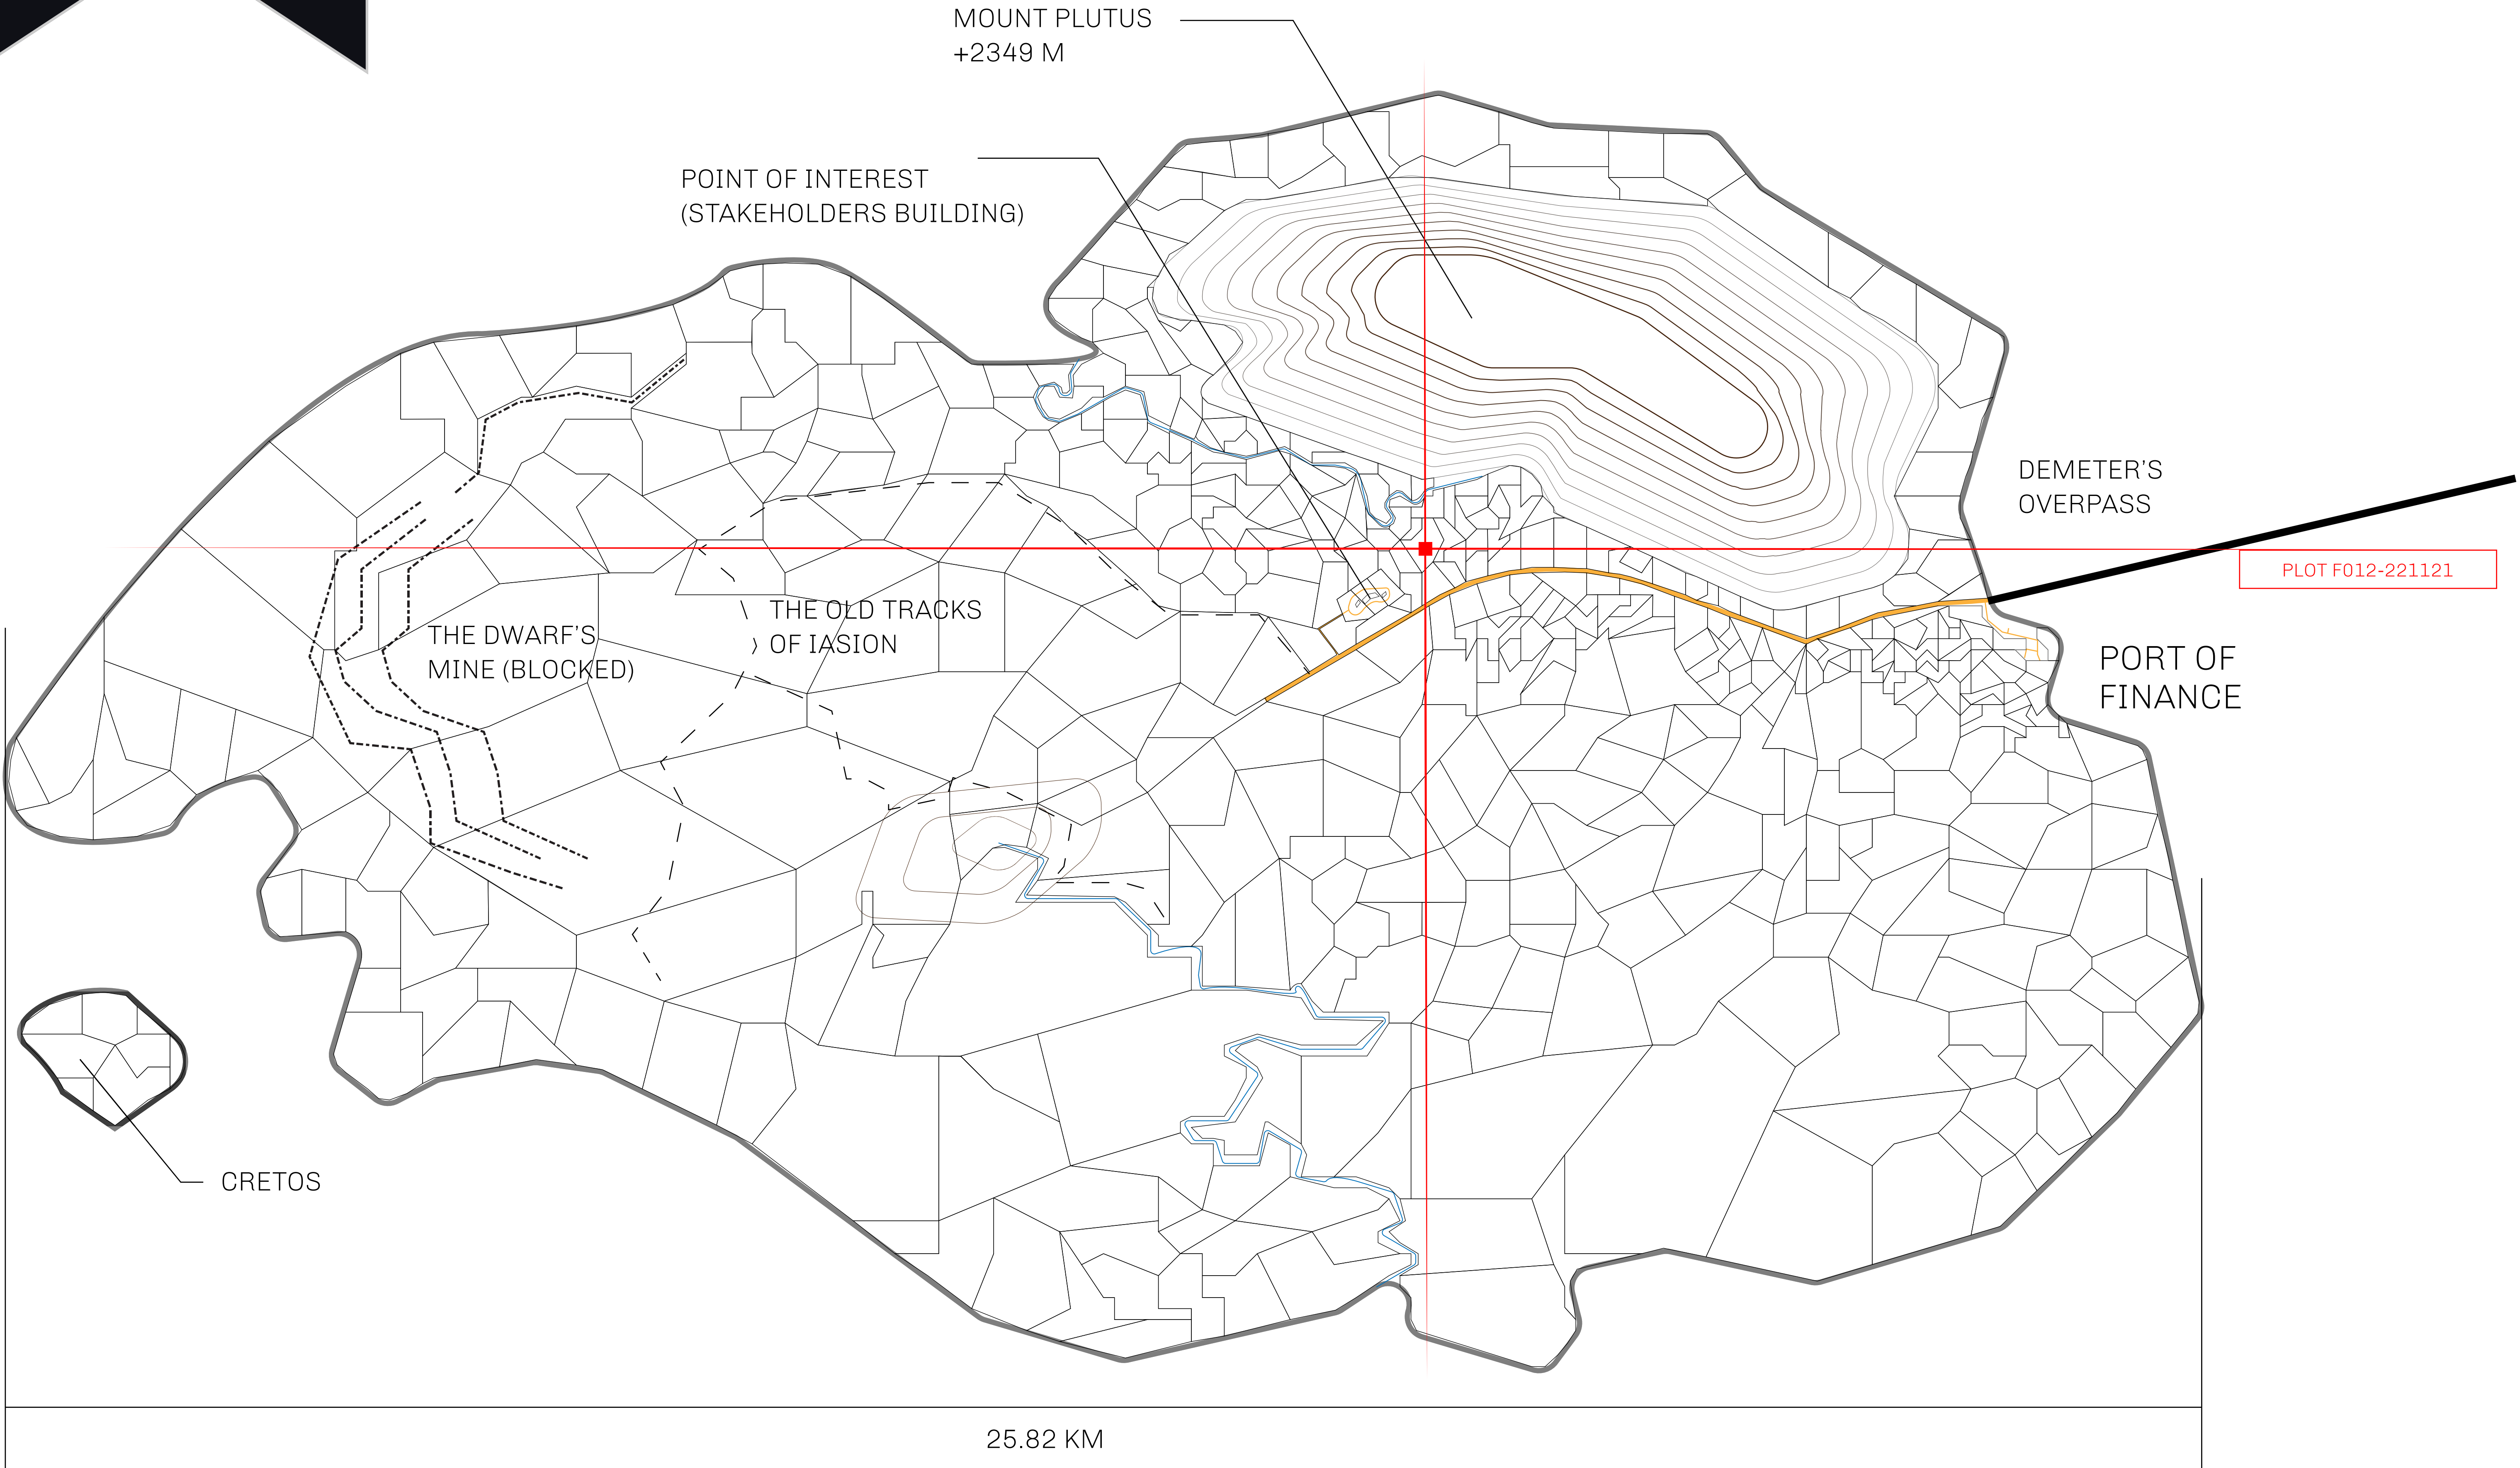 MOUNT PLUTUS
+2349 M
POINT OF INTEREST
(STAKEHOLDERS BUILDING)
DEMETER'S
OVERPASS
PLOT F012-221121
THE OLD TRACKS
OF IASION
THE DWARF'S
MINE (BLOCKED)
PORT OF
FINANCE
CRETOS
25.82 KM